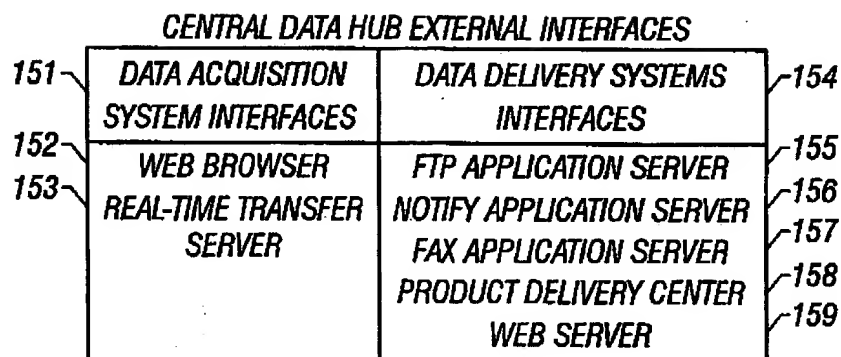 CENTRAL DATA HUB EXTERNAL INTERFACES
151
DATA ACQUISITION
SYSTEM INTERFACES
DATA DELIVERY SYSTEMS
INTERFACES
154
152
153
WEB BROWSER
REAL-TIME TRANSFER
SERVER
FTP APPLICATION SERVER
NOTIFY APPLICATION SERVER
FAX APPLICATION SERVER
PRODUCT DELIVERY CENTER
WEB SERVER
155
156
157
158
159